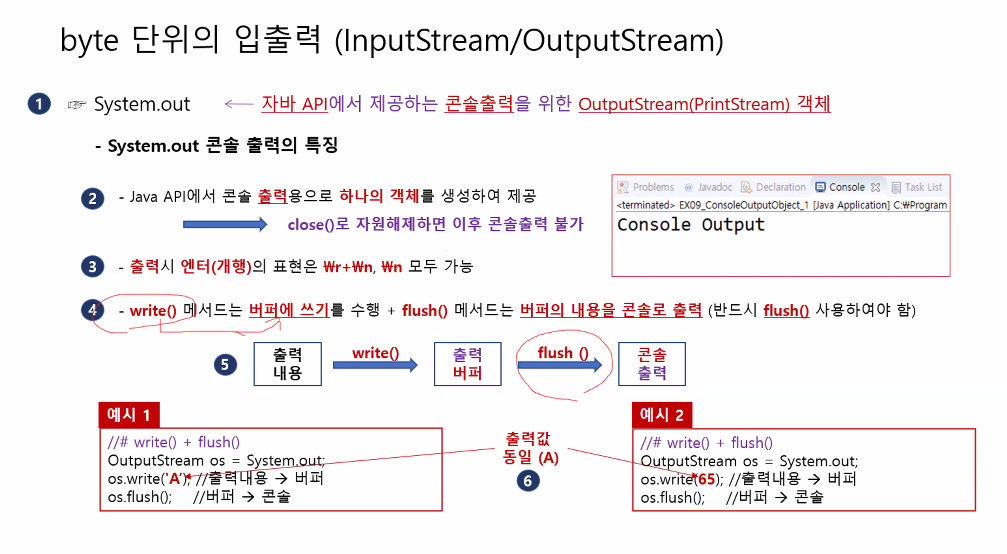 byte 단위의 입출력 (InputStream/OutputStream)
1 ☞ System.out ← 자바 API에서 제공하는 콘솔출력을 위한 OutputStream(PrintStream) 객체
- System.out 콘솔 출력의 특징
2 - Java API에서 콘솔 출력용으로 하나의 객체를 생성하여 제공
close()로 자원해제하면 이후 콘솔출력 불가
Problems @ Javadoc Declaration Console Task List
<terminated> EX09_ConsoleOutputObject_1 [Java Application] C:₩Program
Console Output
3 - 출력시 엔터(개행)의 표현은 ₩r+₩n, ₩n 모두 가능
4 - write() 메서드는 버퍼에 쓰기를 수행 + flush() 메서드는 버퍼의 내용을 콘솔로 출력 (반드시 flush() 사용하여야 함)
5 출력 내용 write() 출력 버퍼 flush () 콘솔 출력
예시 1
//# write() + flush()
OutputStream os = System.out;
os.write('A'); //출력내용 → 버퍼
os.flush(); //버퍼 → 콘솔
출력값
동일 (A)
6
예시 2
//# write() + flush()
OutputStream os = System.out;
os.write(65); //출력내용 → 버퍼
os.flush(); //버퍼 → 콘솔